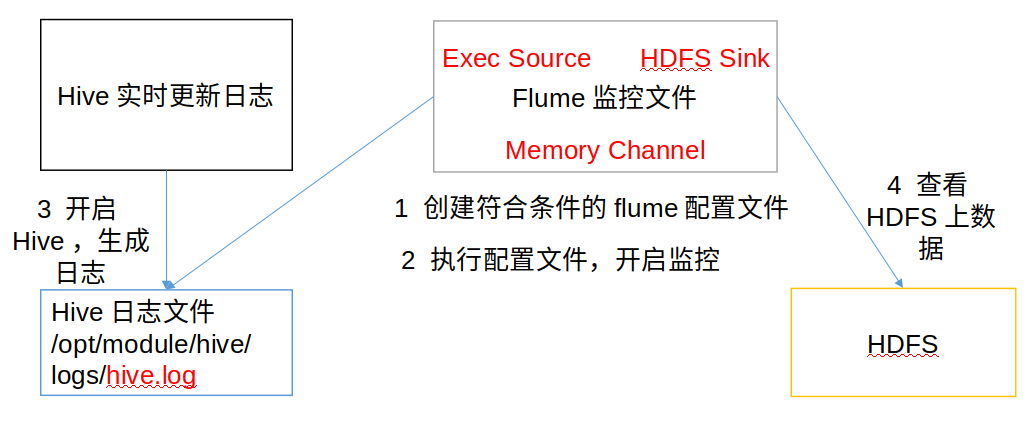 Hive 实时更新日志
Exec Source
HDFS Sink
Flume 监控文件
Memory Channel
1 创建符合条件的 flume 配置文件
2 执行配置文件，开启监控
3 开启
Hive ，生成
日志
4 查看
HDFS 上数
据
Hive 日志文件
/opt/module/hive/
logs/hive.log
HDFS